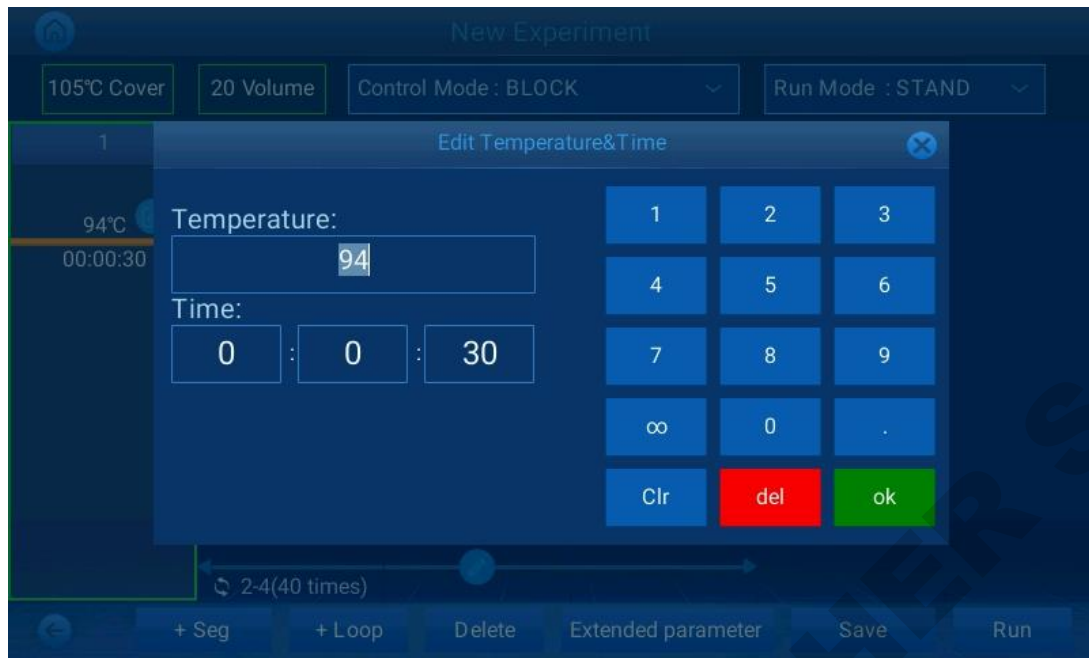 New Experiment
105℃ Cover
20 Volume
Control Mode : BLOCK
Run Mode : STAND
1
Edit Temperature&Time
94℃
00:00:30
Temperature:
94
Time:
0 : 0 : 30
1 2 3
4 5 6
7 8 9
∞ 0 .
Clr del ok
2-4(40 times)
+ Seg
+ Loop
Delete
Extended parameter
Save
Run